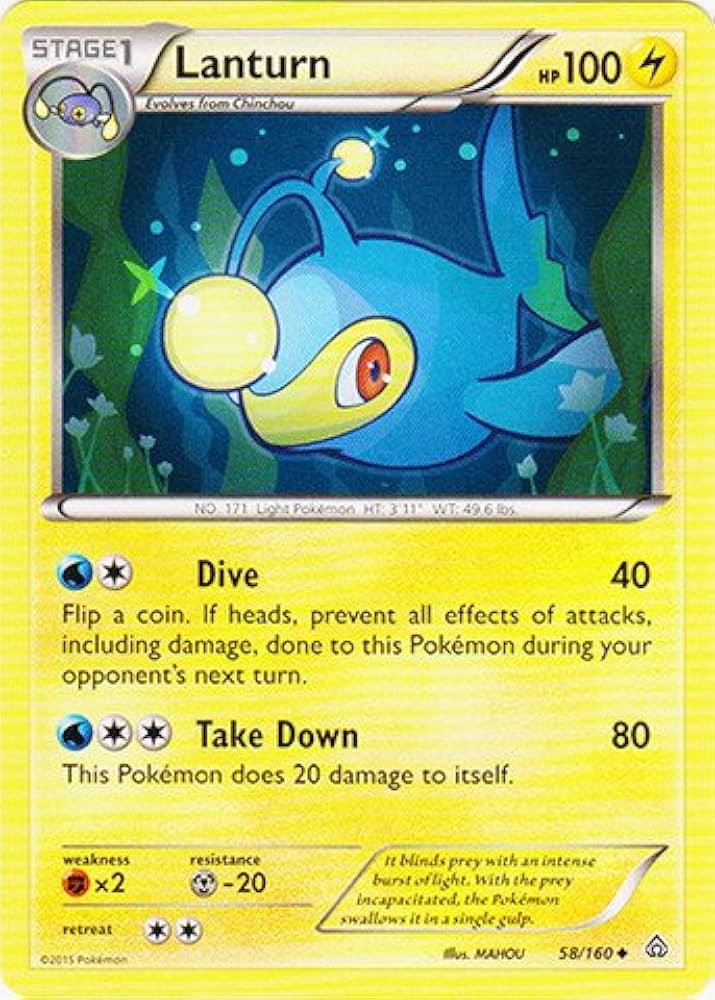 STAGE1
Lanturn
HP100
Evolves from Chinchou
NO. 171 Light Pokémon HT: 3'11" WT: 49.6 lbs.
Dive 40
Flip a coin. If heads, prevent all effects of attacks,
including damage, done to this Pokémon during your
opponent's next turn.
Take Down 80
This Pokémon does 20 damage to itself.
weakness
×2
resistance
-20
retreat
It blinds prey with an intense
burst of light. With the prey
incapacitated, the Pokémon
swallows it in a single gulp.
©2015 Pokémon
Illus. MAHOU
58/160